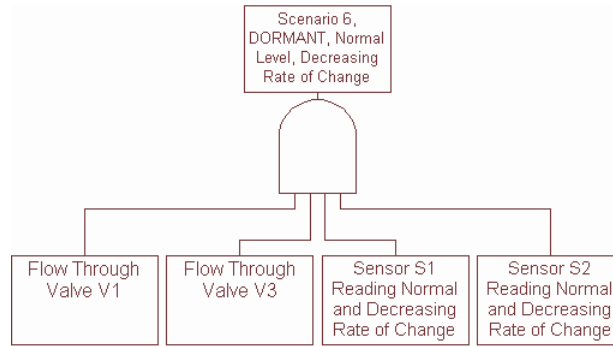 Scenario 6,
DORMANT, Normal
Level, Decreasing
Rate of Change
Flow Through
Valve V1
Flow Through
Valve V3
Sensor S1
Reading Normal
and Decreasing
Rate of Change
Sensor S2
Reading Normal
and Decreasing
Rate of Change